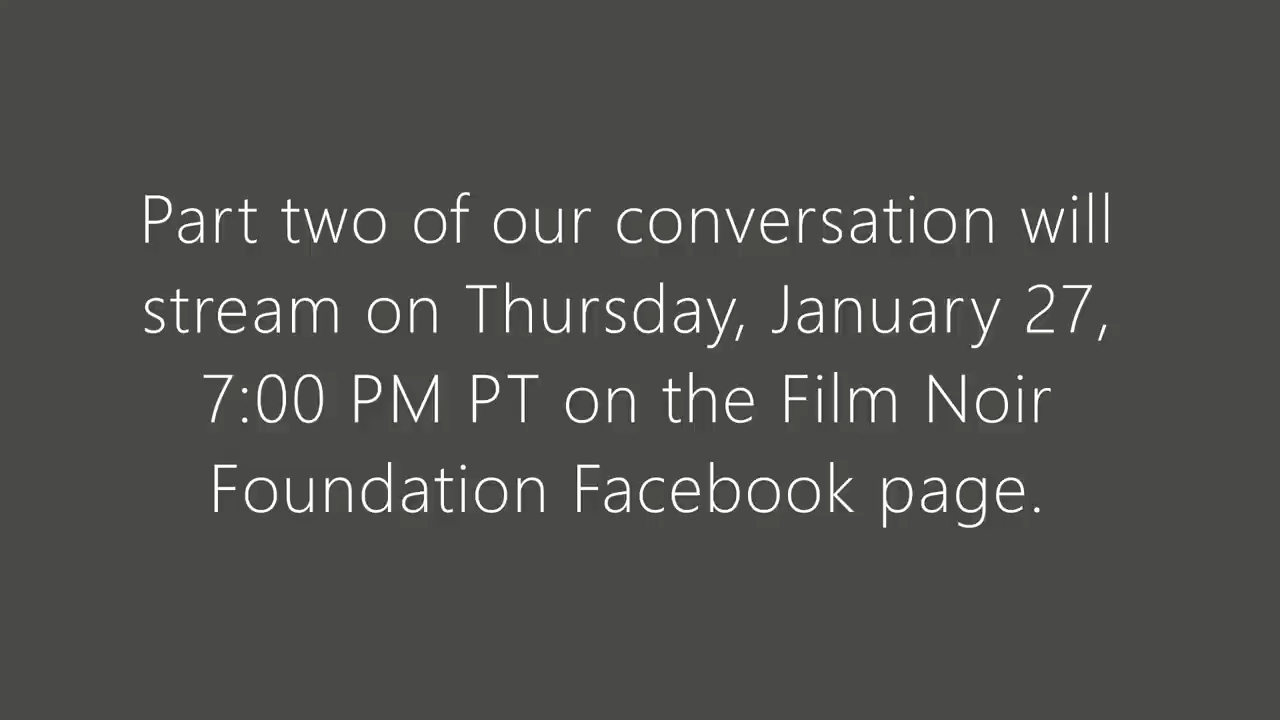 Part two of our conversation will
stream on Thursday, January 27,
7:00 PM PT on the Film Noir
Foundation Facebook page.